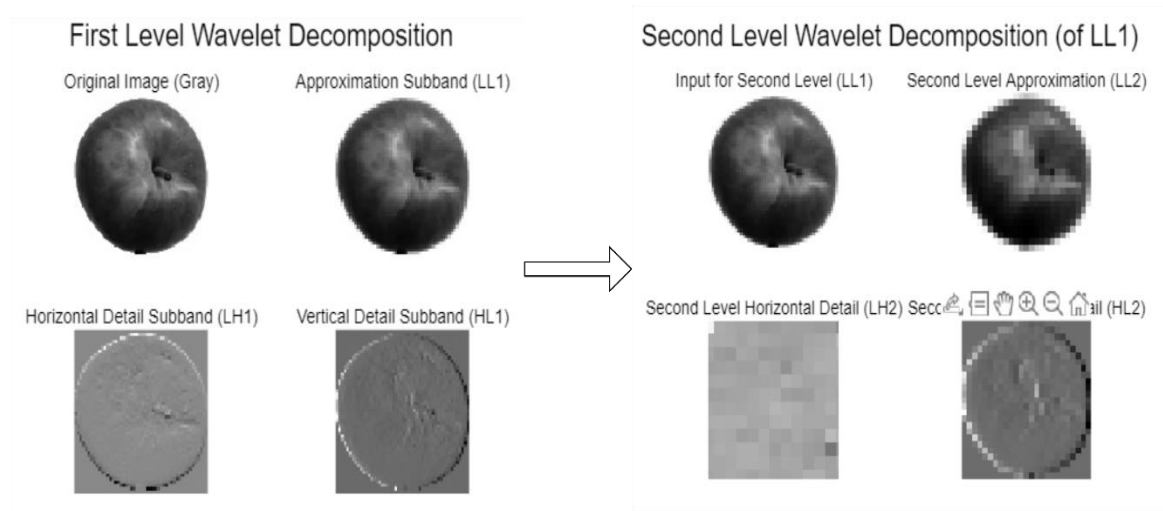 First Level Wavelet Decomposition
Original Image (Gray) Approximation Subband (LL1)
Horizontal Detail Subband (LH1) Vertical Detail Subband (HL1)
Second Level Wavelet Decomposition (of LL1)
Input for Second Level (LL1) Second Level Approximation (LL2)
Second Level Horizontal Detail (LH2) (HL2)